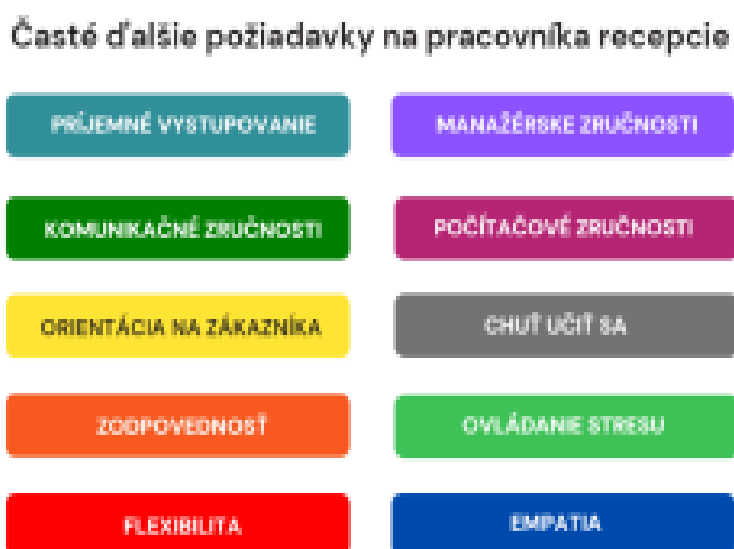 Časté ďalšie požiadavky na pracovníka recepcie
PRÍJEMNÉ VYSTUPOVANIE
MANAŽÉRSKE ZRUČNOSTI
KOMUNIKAČNÉ ZRUČNOSTI
POČÍTAČOVÉ ZRUČNOSTI
ORIENTÁCIA NA ZÁKAZNÍKA
CHUŤ UČIŤ SA
ZODPOVEDNOSŤ
OVLÁDANIE STRESU
FLEXIBILITA
EMPATIA